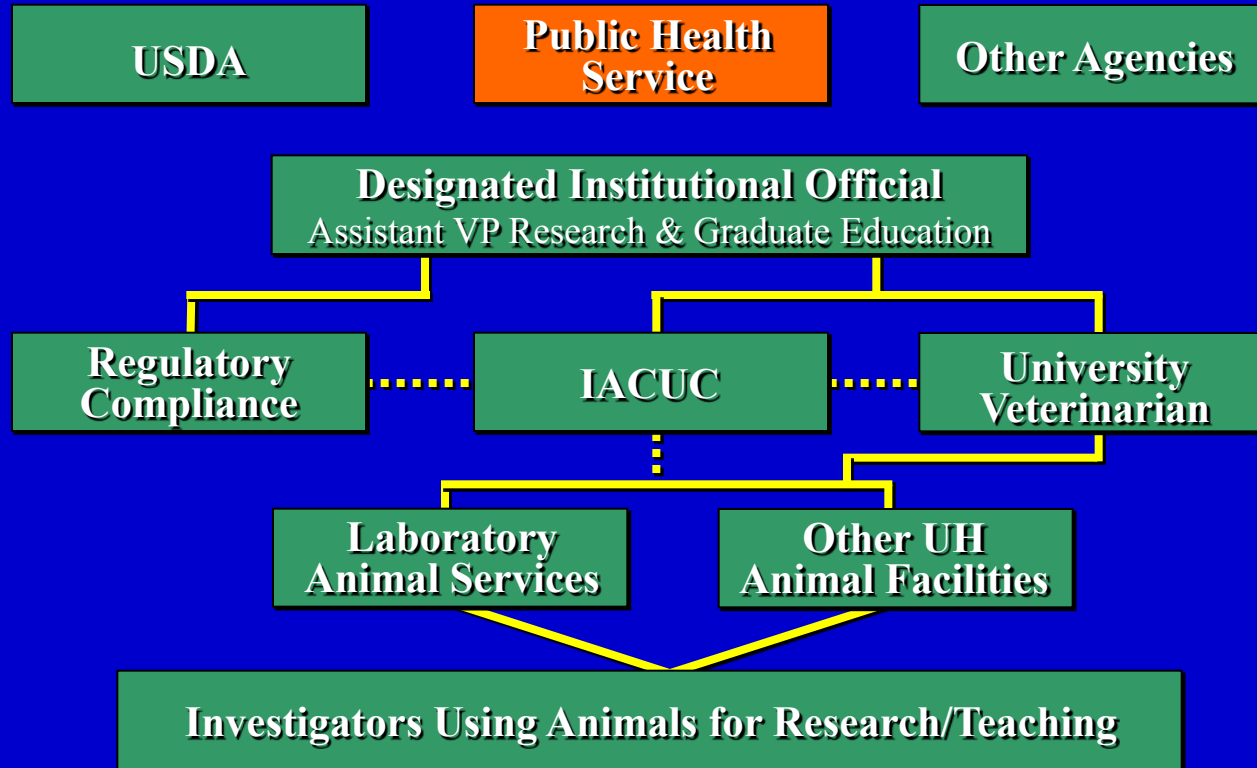 USDA
Public Health
Service
Other Agencies
Designated Institutional Official
Assistant VP Research & Graduate Education
Regulatory
Compliance
IACUC
University
Veterinarian
Laboratory
Animal Services
Other UH
Animal Facilities
Investigators Using Animals for Research/Teaching